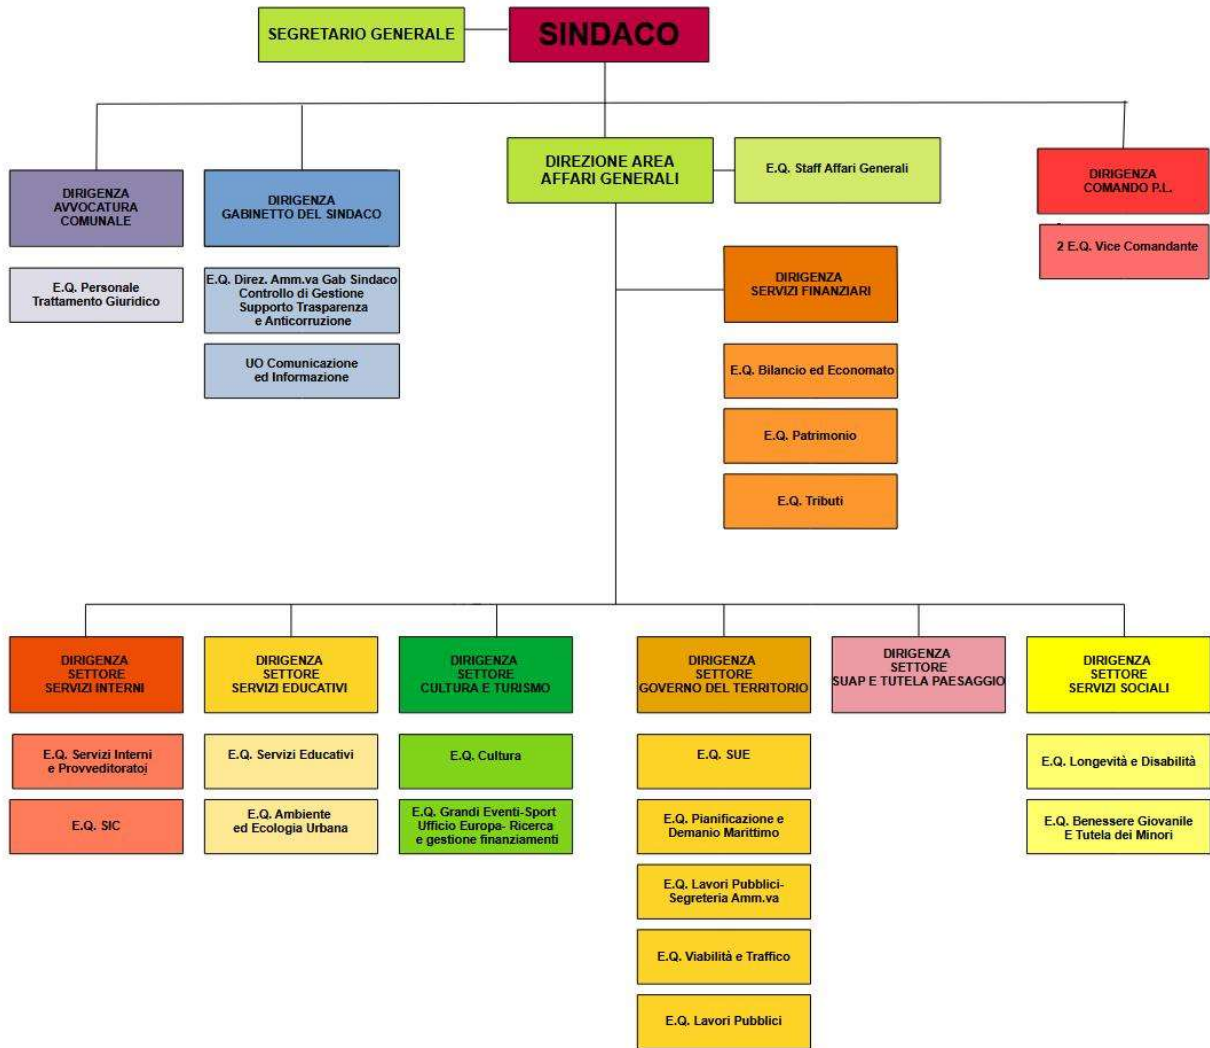 SEGRETARIO GENERALE
SINDACO
DIREZIONE AREA
AFFARI GENERALI
E.Q. Staff Affari Generali
DIRIGENZA
AVVOCATURA
COMUNALE
DIRIGENZA
GABINETTO DEL SINDACO
DIRIGENZA
COMANDO P.L.
E.Q. Personale
Trattamento Giuridico
E.Q. Direz. Amm.va Gab Sindaco
Controllo di Gestione
Supporto Trasparenza
e Anticorruzione
UO Comunicazione
ed Informazione
2 E.Q. Vice Comandante
DIRIGENZA
SERVIZI FINANZIARI
E.Q. Bilancio ed Economato
E.Q. Patrimonio
E.Q. Tributi
DIRIGENZA
SETTORE
SERVIZI INTERNI
E.Q. Servizi Interni
e Provveditorato
E.Q. SIC
DIRIGENZA
SETTORE
SERVIZI EDUCATIVI
E.Q. Servizi Educativi
E.Q. Ambiente
ed Ecologia Urbana
DIRIGENZA
SETTORE
CULTURA E TURISMO
E.Q. Cultura
E.Q. Grandi Eventi-Sport
Ufficio Europa- Ricerca
e gestione finanziamenti
DIRIGENZA
SETTORE
GOVERNO DEL TERRITORIO
E.Q. SUE
E.Q. Pianificazione e
Demanio Marittimo
E.Q. Lavori Pubblici-
Segreteria Amm.va
E.Q. Viabilità e Traffico
E.Q. Lavori Pubblici
DIRIGENZA
SETTORE
SUAP E TUTELA PAESAGGIO
DIRIGENZA
SETTORE
SERVIZI SOCIALI
E.Q. Longevità e Disabilità
E.Q. Benessere Giovanile
E Tutela dei Minori